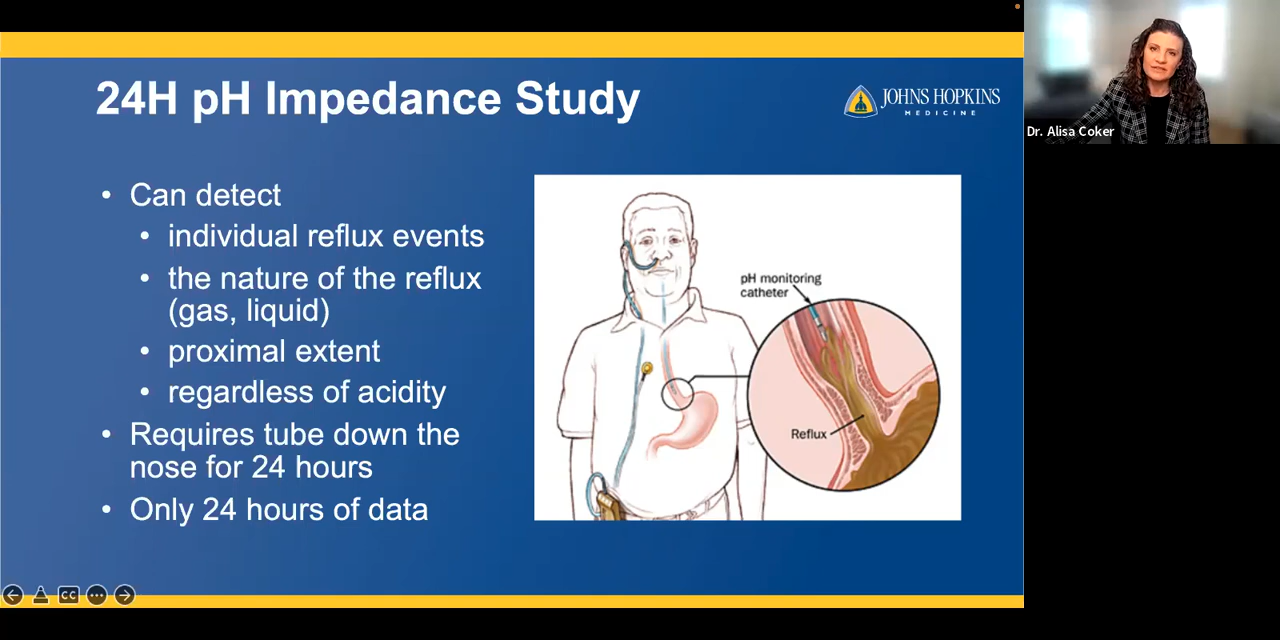 24H pH Impedance Study
JOHNS HOPKINS
MEDICINE
Dr. Alisa Coker
• Can detect
• individual reflux events
• the nature of the reflux
(gas, liquid)
• proximal extent
• regardless of acidity
• Requires tube down the
nose for 24 hours
• Only 24 hours of data
pH monitoring
catheter
Reflux
CC